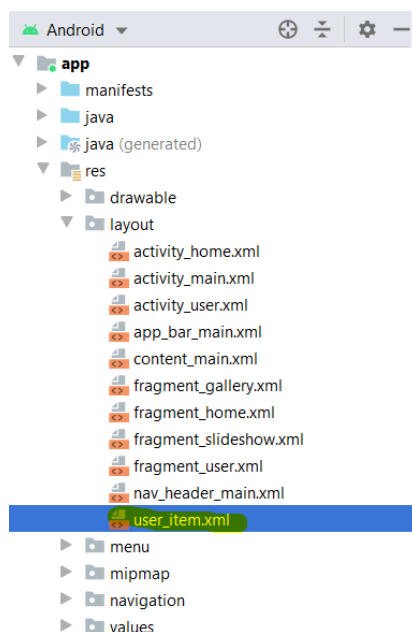 Android
app
manifests
java
java (generated)
res
drawable
layout
activity_home.xml
activity_main.xml
activity_user.xml
app_bar_main.xml
content_main.xml
fragment_gallery.xml
fragment_home.xml
fragment_slideshow.xml
fragment_user.xml
nav_header_main.xml
user_item.xml
menu
mipmap
navigation
values